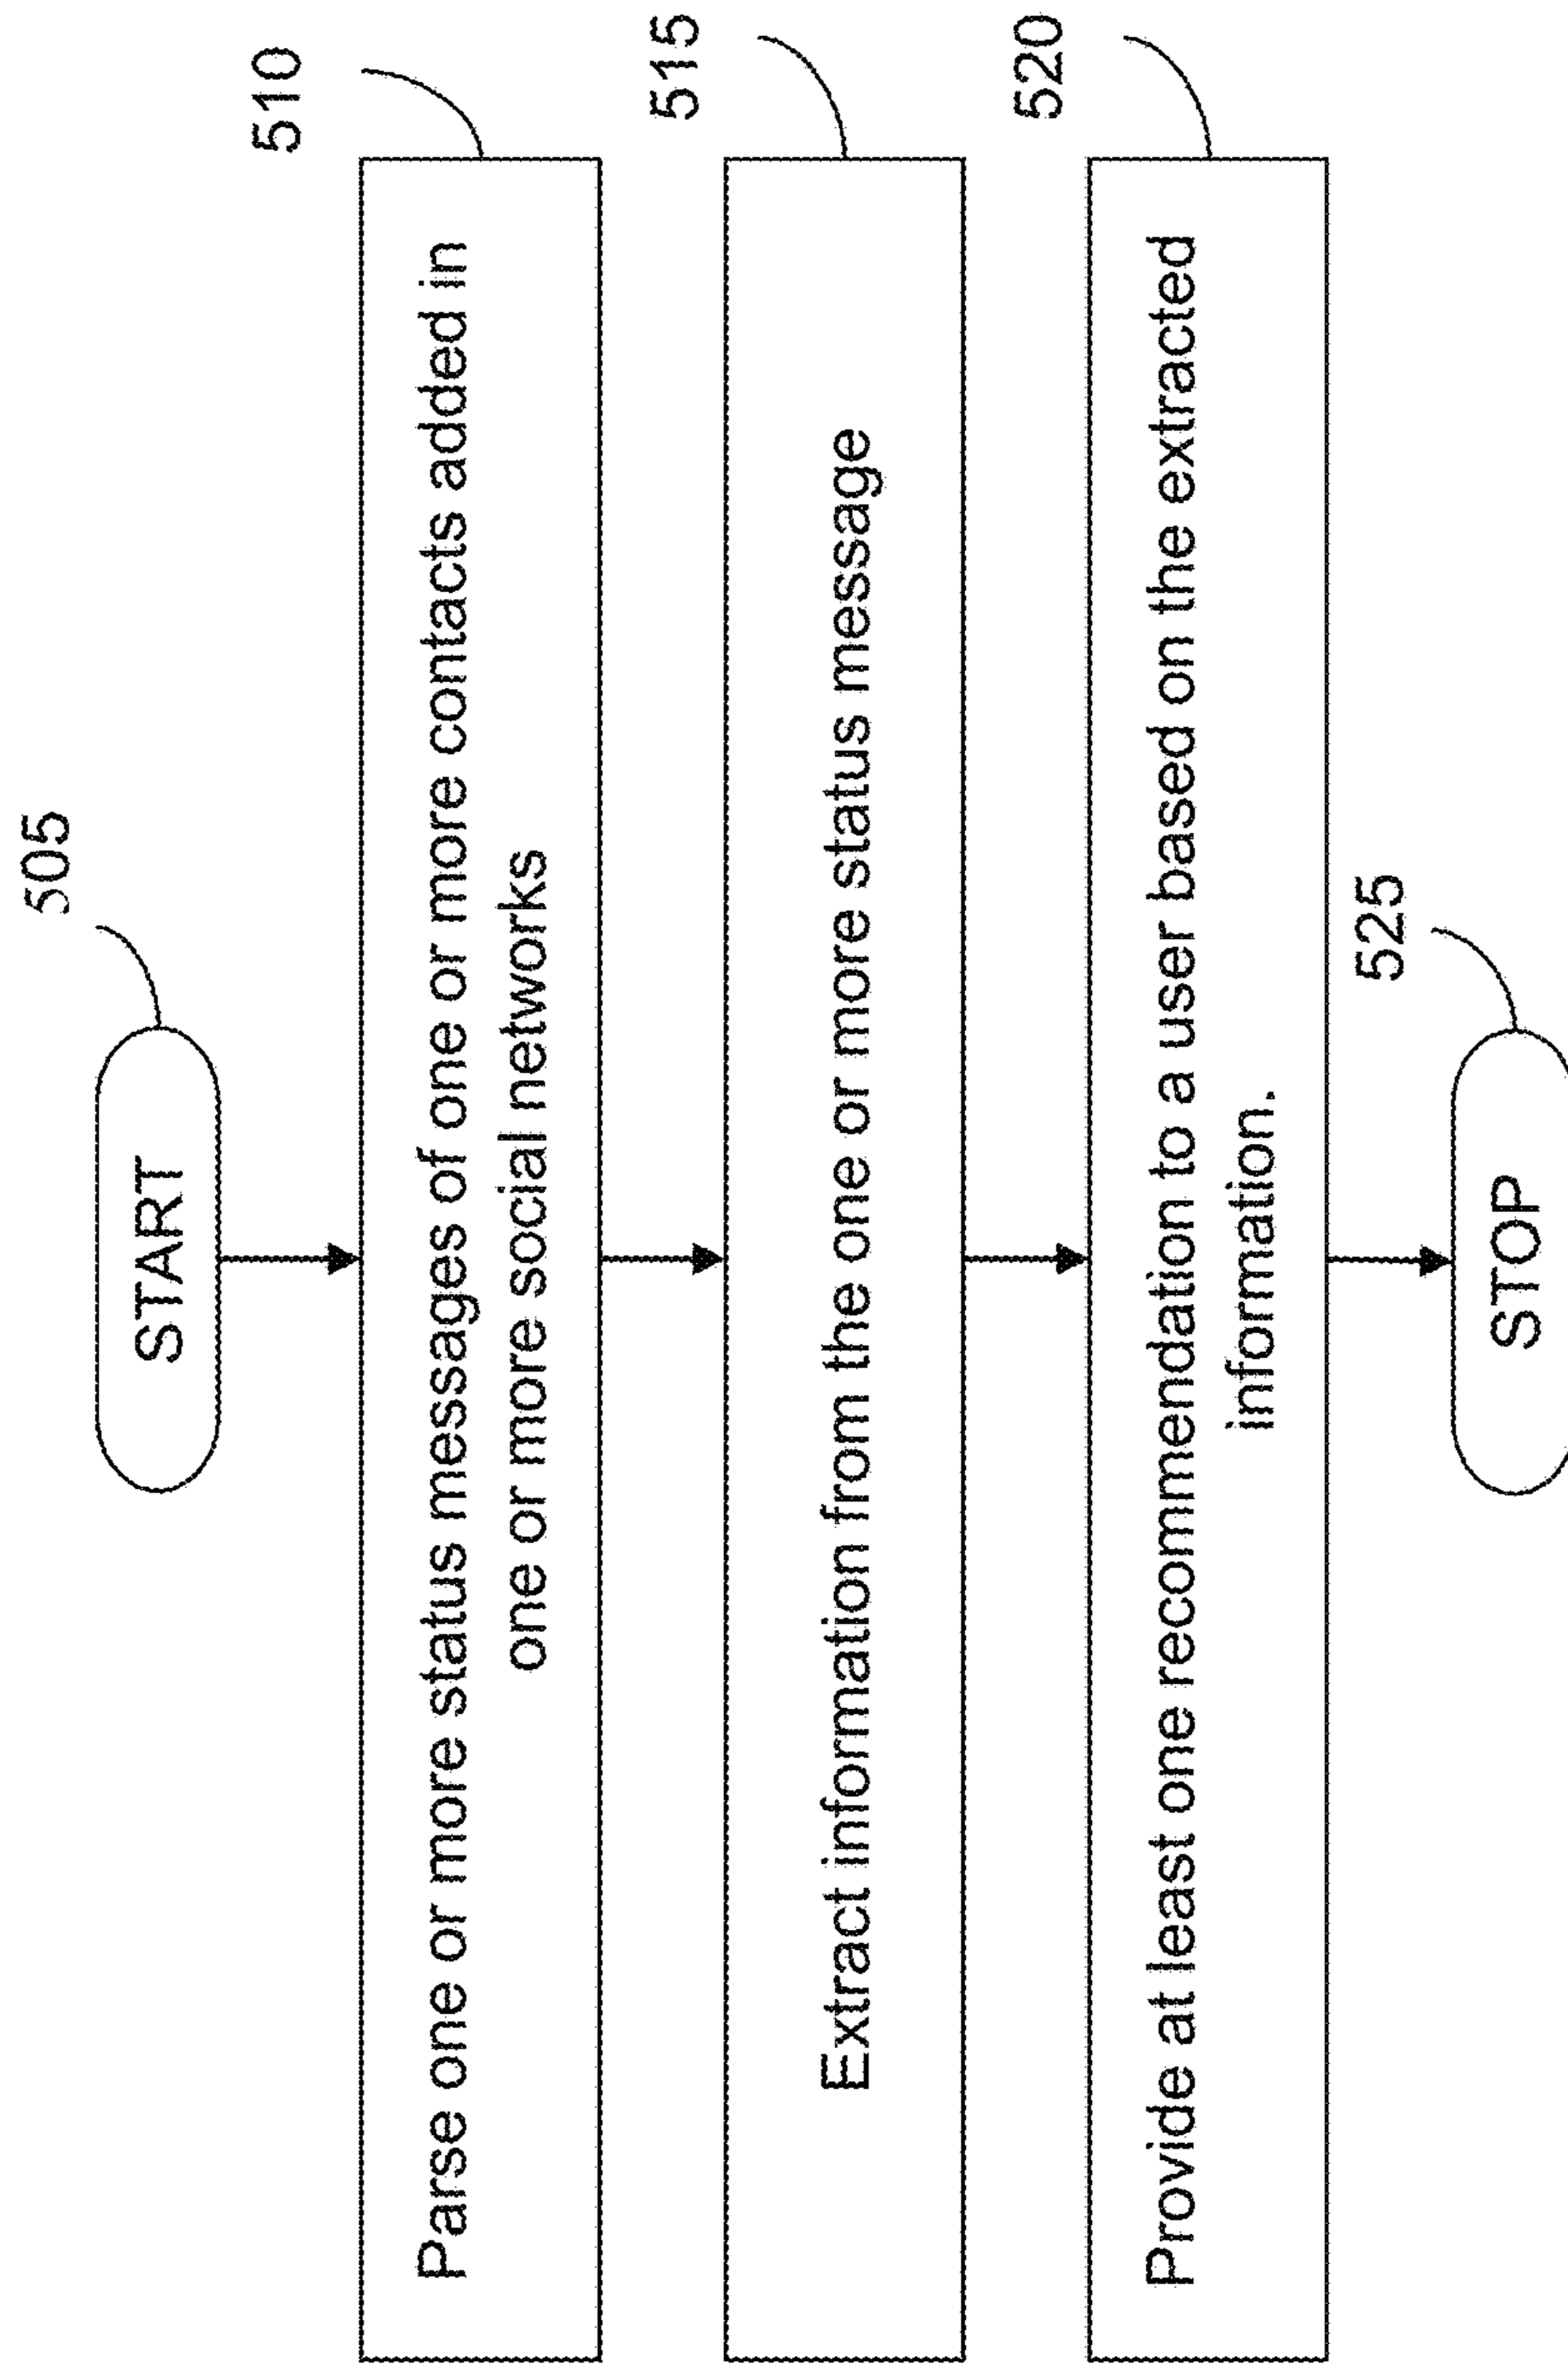 505
START
510
Parse one or more status messages of one or more contacts added in
one or more social networks
515
Extract information from the one or more status message
520
Provide at least one recommendation to a user based on the extracted
information.
525
STOP